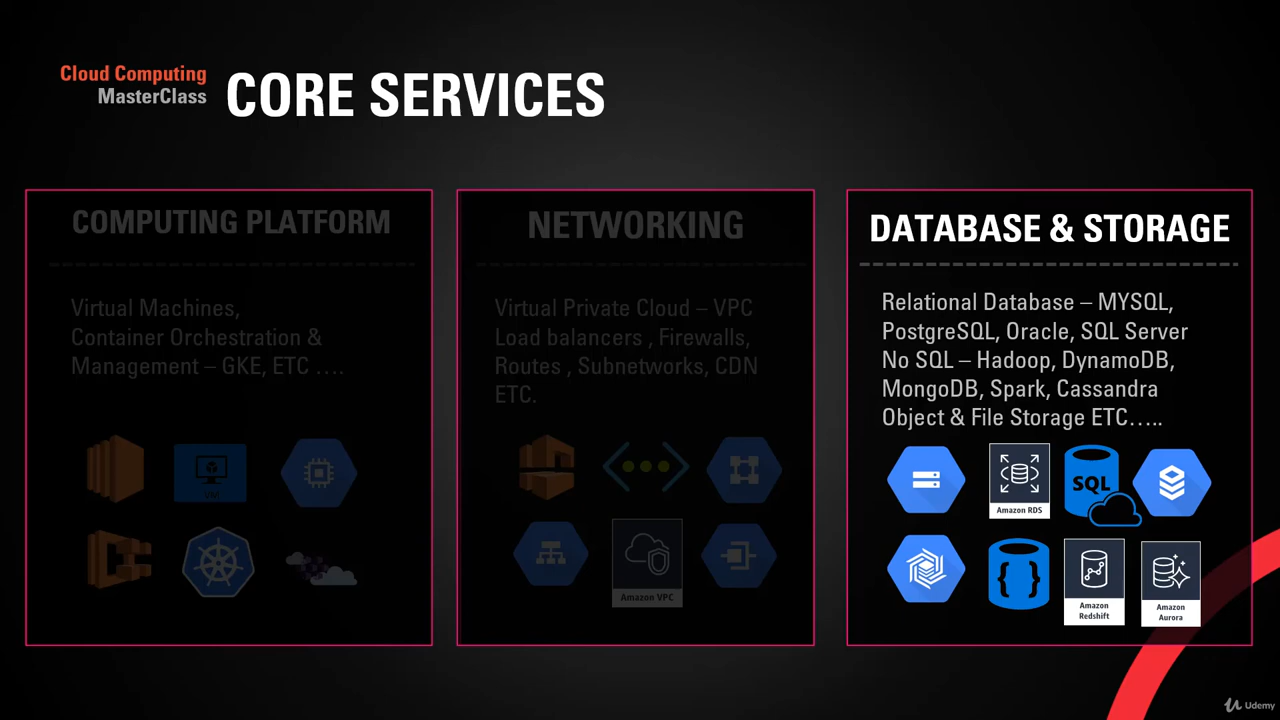 Cloud Computing
MasterClass
CORE SERVICES
COMPUTING PLATFORM
Virtual Machines,
Container Orchestration &
Management – GKE, ETC ….
VM
NETWORKING
Virtual Private Cloud – VPC
Load balancers , Firewalls,
Routes , Subnetworks, CDN
ETC.
Amazon VPC
DATABASE & STORAGE
Relational Database – MYSQL,
PostgreSQL, Oracle, SQL Server
No SQL – Hadoop, DynamoDB,
MongoDB, Spark, Cassandra
Object & File Storage ETC…..
Amazon RDS
SQL
{ }
Amazon
Redshift
Amazon
Aurora
Udemy